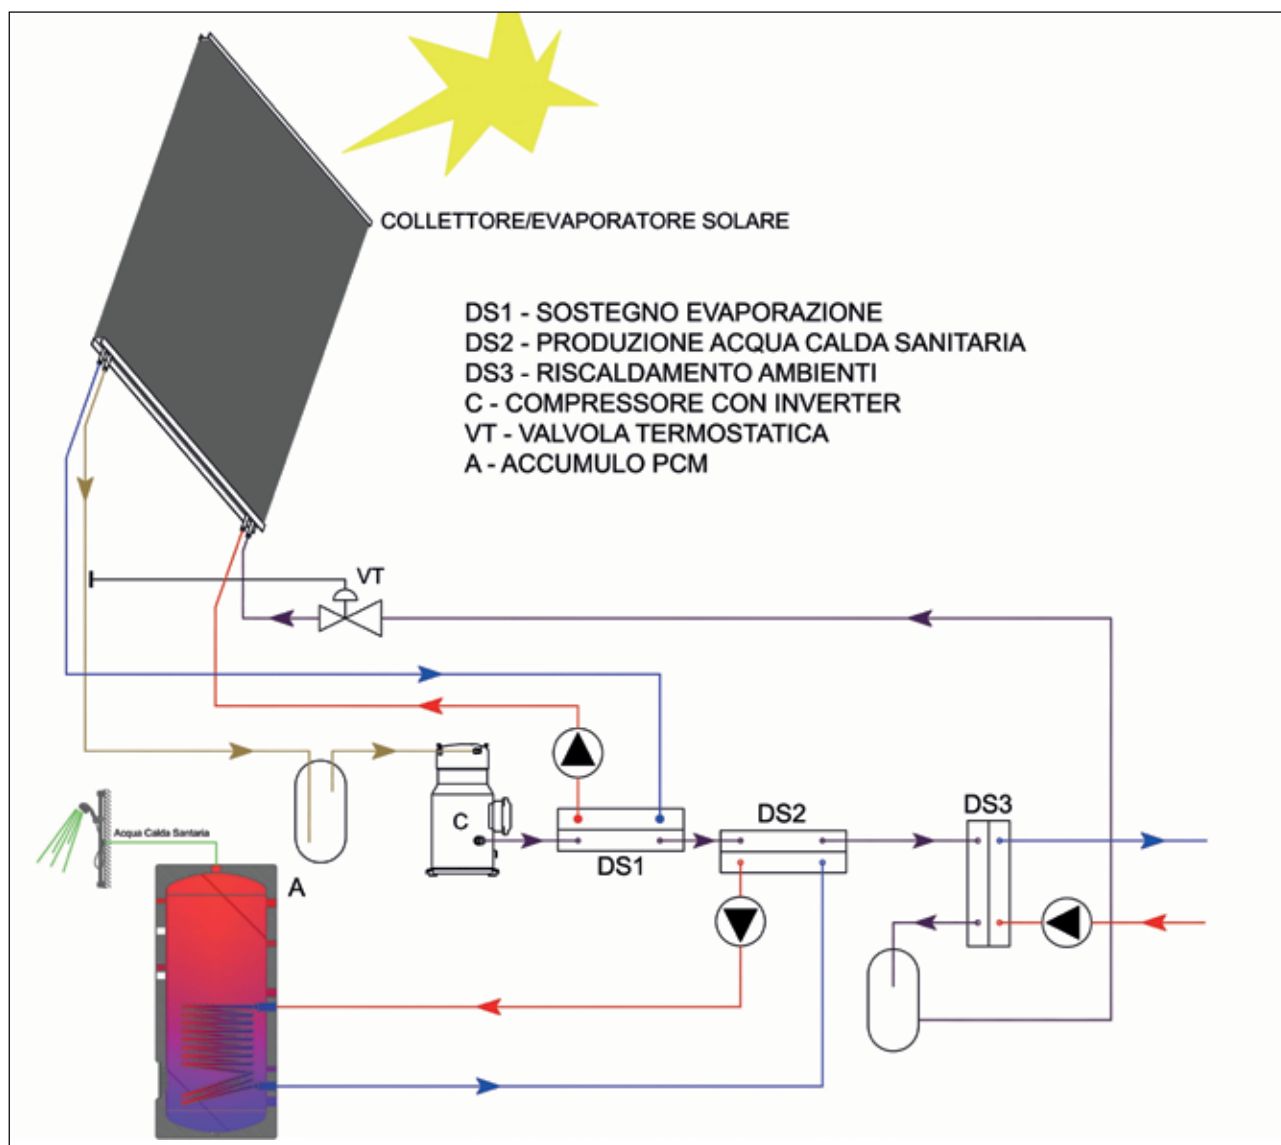 COLLETTORE/EVAPORATORE SOLARE
DS1 - SOSTEGNO EVAPORAZIONE
DS2 - PRODUZIONE ACQUA CALDA SANITARIA
DS3 - RISCALDAMENTO AMBIENTI
C - COMPRESSORE CON INVERTER
VT - VALVOLA TERMOSTATICA
A - ACCUMULO PCM
VT
DS3
DS2
C
Acqua Calda Santaria
DS1
A